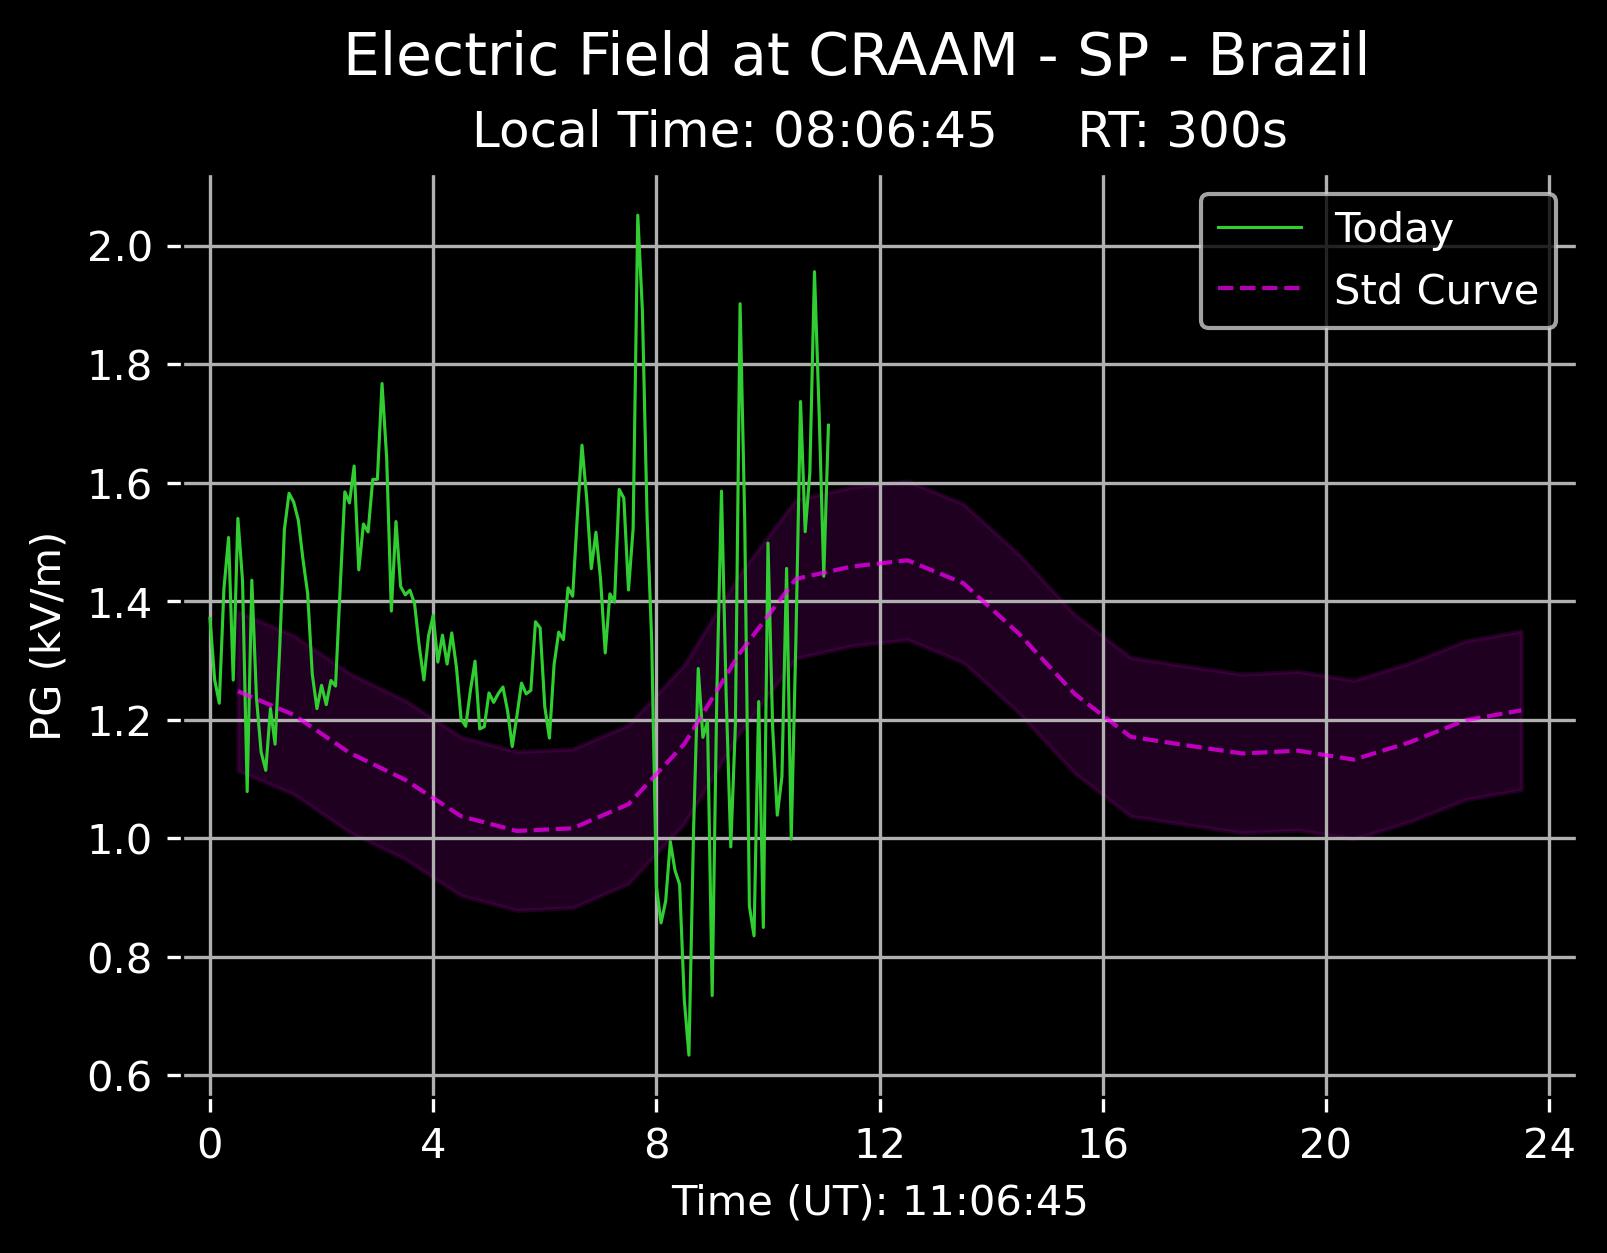 Electric Field at CRAAM - SP - Brazil
Local Time: 08:06:45 RT: 300s
Today
Std Curve
2.0
1.8
1.6
1.4
1.2
1.0
0.8
0.6
PG (kV/m)
0 4 8 12 16 20 24
Time (UT): 11:06:45